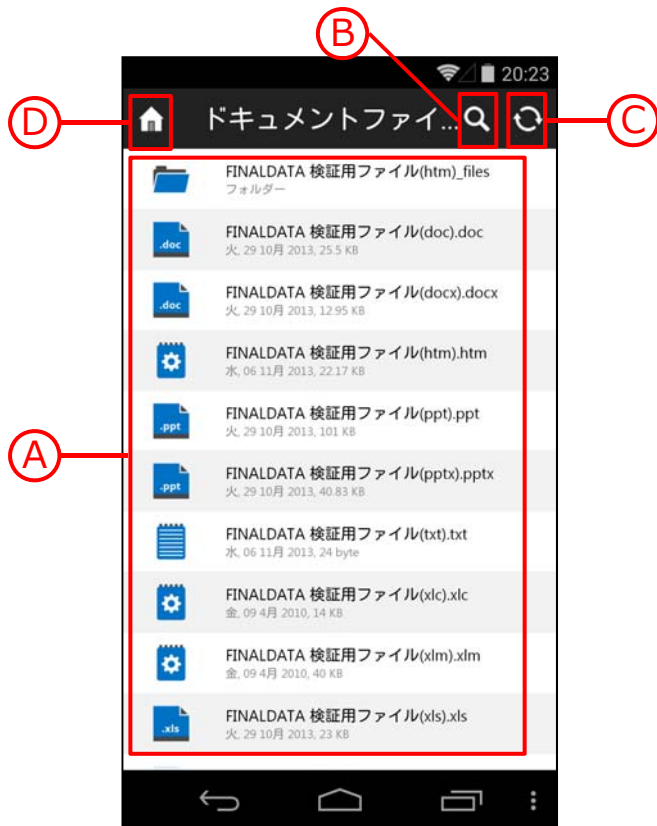 B
20:23
D
ドキュメントファイ...
C
FINALDATA 検証用ファイル(htm)_files
フォルダー
.doc
FINALDATA 検証用ファイル(doc).doc
火, 29 10月 2013, 25.5 KB
.doc
FINALDATA 検証用ファイル(docx).docx
火, 29 10月 2013, 12.95 KB
FINALDATA 検証用ファイル(htm).htm
水, 06 11月 2013, 22.17 KB
.ppt
FINALDATA 検証用ファイル(ppt).ppt
火, 29 10月 2013, 101 KB
A
.ppt
FINALDATA 検証用ファイル(pptx).pptx
火, 29 10月 2013, 40.83 KB
FINALDATA 検証用ファイル(txt).txt
水, 06 11月 2013, 24 byte
FINALDATA 検証用ファイル(xlc).xlc
金, 09 4月 2010, 14 KB
FINALDATA 検証用ファイル(xlm).xlm
金, 09 4月 2010, 40 KB
.xls
FINALDATA 検証用ファイル(xls).xls
火, 29 10月 2013, 23 KB